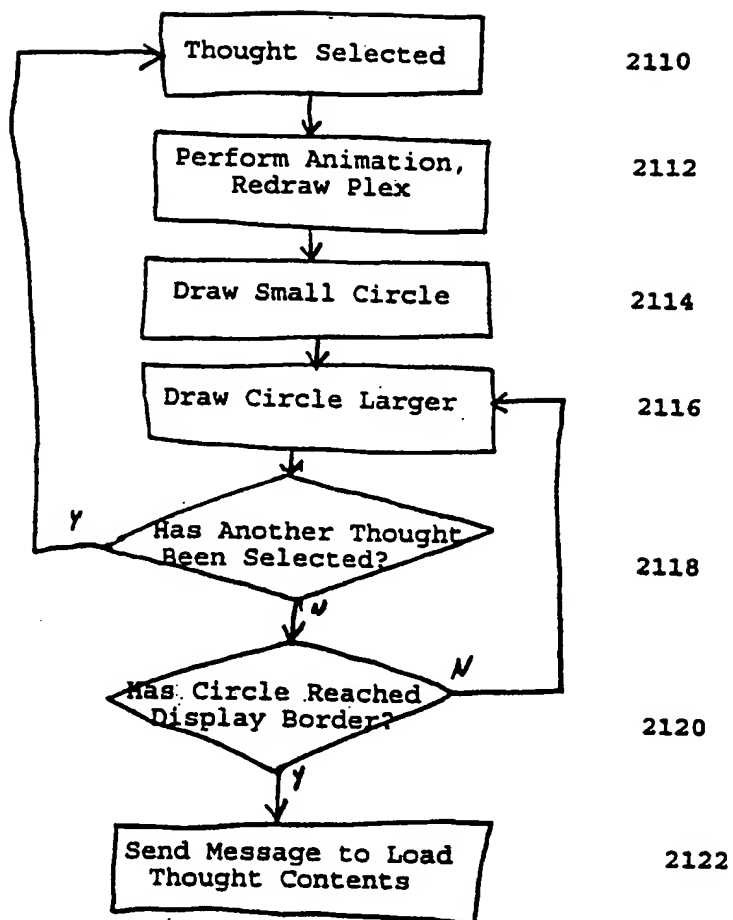 Thought Selected
2110
Perform Animation,
Redraw Plex
2112
Draw Small Circle
2114
Draw Circle Larger
2116
Y
Has Another Thought
Been Selected?
2118
N
N
Has Circle Reached
Display Border?
2120
Y
Send Message to Load
Thought Contents
2122